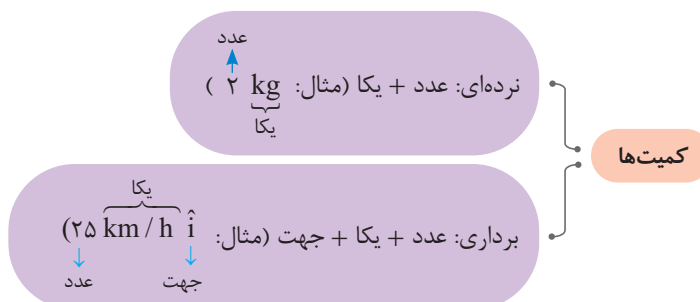 کمیت‌ها
عدد
نرده‌ای: عدد + یکا (مثال: ۲ kg )
یکا
یکا
برداری: عدد + یکا + جهت (مثال: ۲۵ km / h î)
جهت
عدد